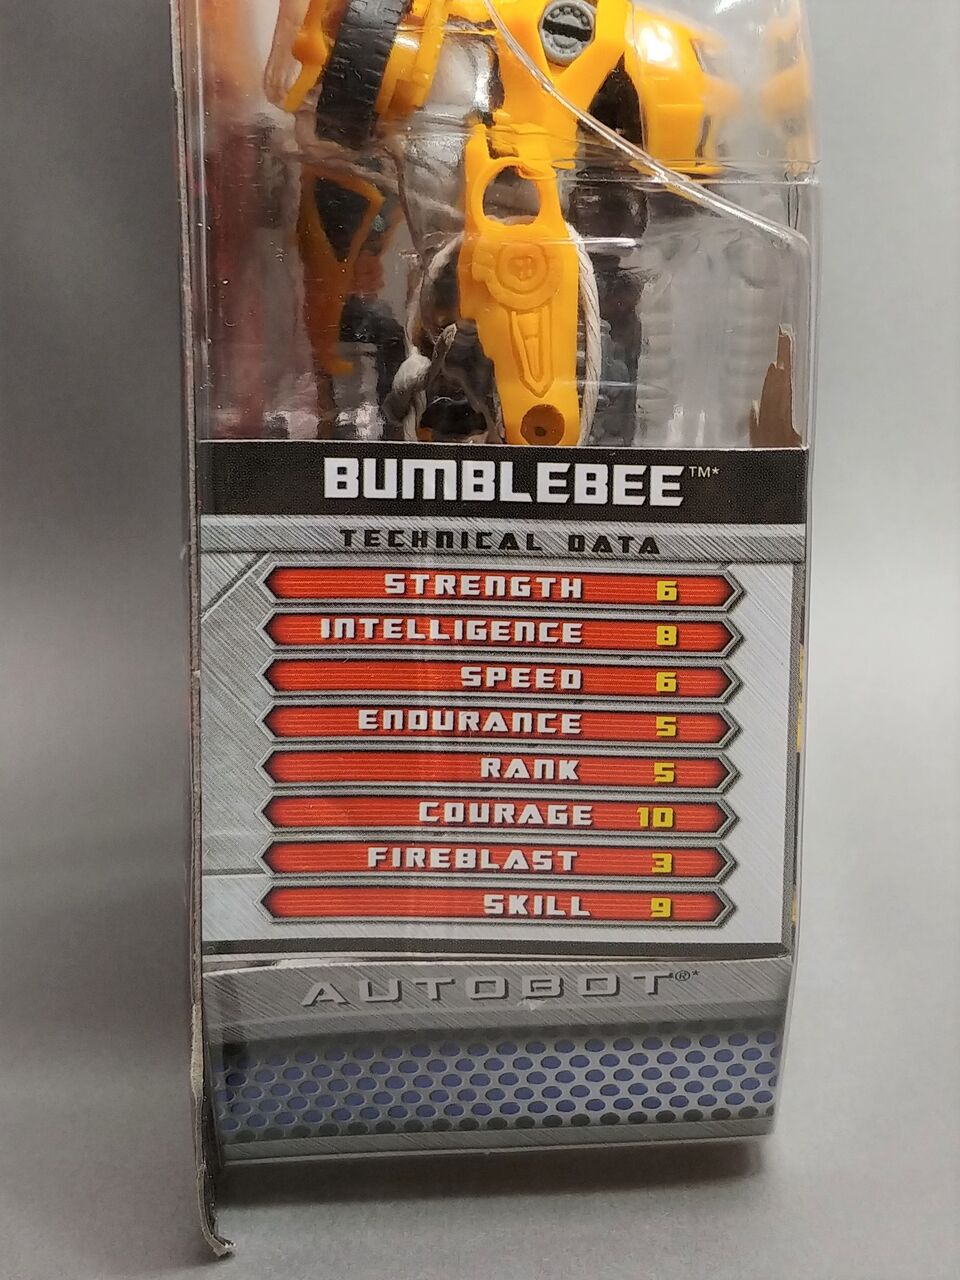 BUMBLEBEE™*
TECHNICAL DATA
STRENGTH 6
INTELLIGENCE 8
SPEED 6
ENDURANCE 5
RANK 5
COURAGE 10
FIREBLAST 3
SKILL 9
AUTOBOT®*